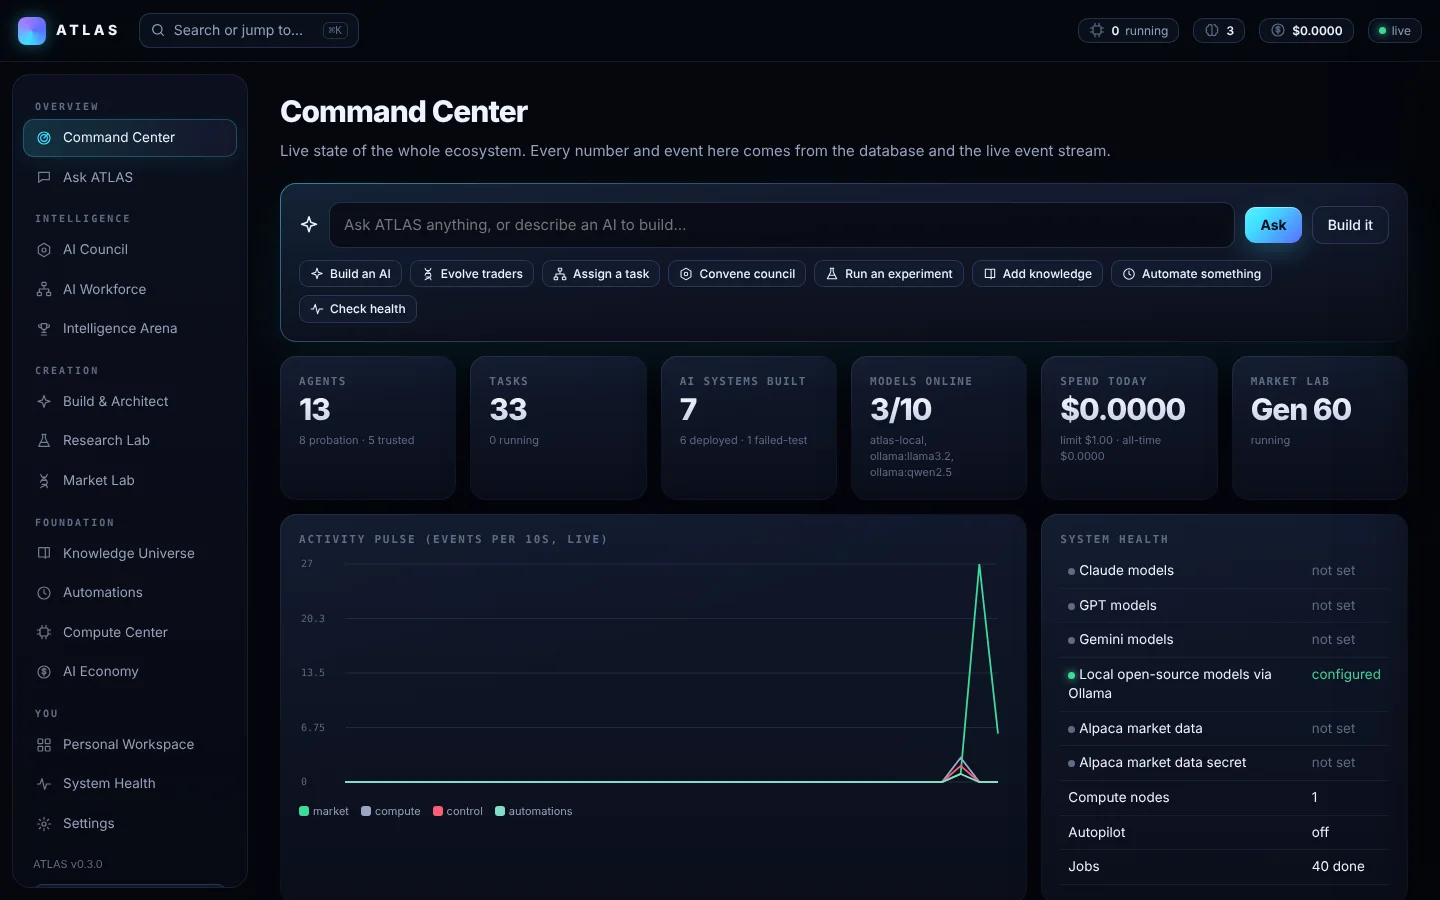 ATLAS
Search or jump to...
⌘K
0 running
3
$0.0000
live
OVERVIEW
Command Center
Ask ATLAS
INTELLIGENCE
AI Council
AI Workforce
Intelligence Arena
CREATION
Build & Architect
Research Lab
Market Lab
FOUNDATION
Knowledge Universe
Automations
Compute Center
AI Economy
YOU
Personal Workspace
System Health
Settings
ATLAS v0.3.0
Command Center
Live state of the whole ecosystem. Every number and event here comes from the database and the live event stream.
Ask ATLAS anything, or describe an AI to build...
Ask
Build it
Build an AI
Evolve traders
Assign a task
Convene council
Run an experiment
Add knowledge
Automate something
Check health
AGENTS
13
8 probation · 5 trusted
TASKS
33
0 running
AI SYSTEMS BUILT
7
6 deployed · 1 failed-test
MODELS ONLINE
3/10
atlas-local,
ollama:llama3.2,
ollama:qwen2.5
SPEND TODAY
$0.0000
limit $1.00 · all-time
$0.0000
MARKET LAB
Gen 60
running
ACTIVITY PULSE (EVENTS PER 10S, LIVE)
27
20.3
13.5
6.75
0
market
compute
control
automations
SYSTEM HEALTH
Claude models not set
GPT models not set
Gemini models not set
Local open-source models via configured
Ollama
Alpaca market data not set
Alpaca market data secret not set
Compute nodes 1
Autopilot off
Jobs 40 done